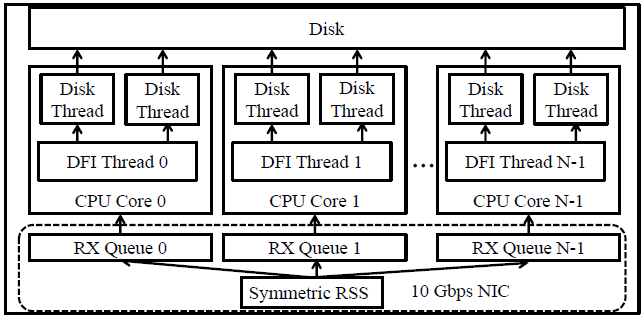 Disk
Disk Thread Disk Thread Disk Thread Disk Thread Disk Thread Disk Thread
DFI Thread 0 DFI Thread 1 ... DFI Thread N-1
CPU Core 0 CPU Core 1 CPU Core N-1
RX Queue 0 RX Queue 1 RX Queue N-1
Symmetric RSS 10 Gbps NIC